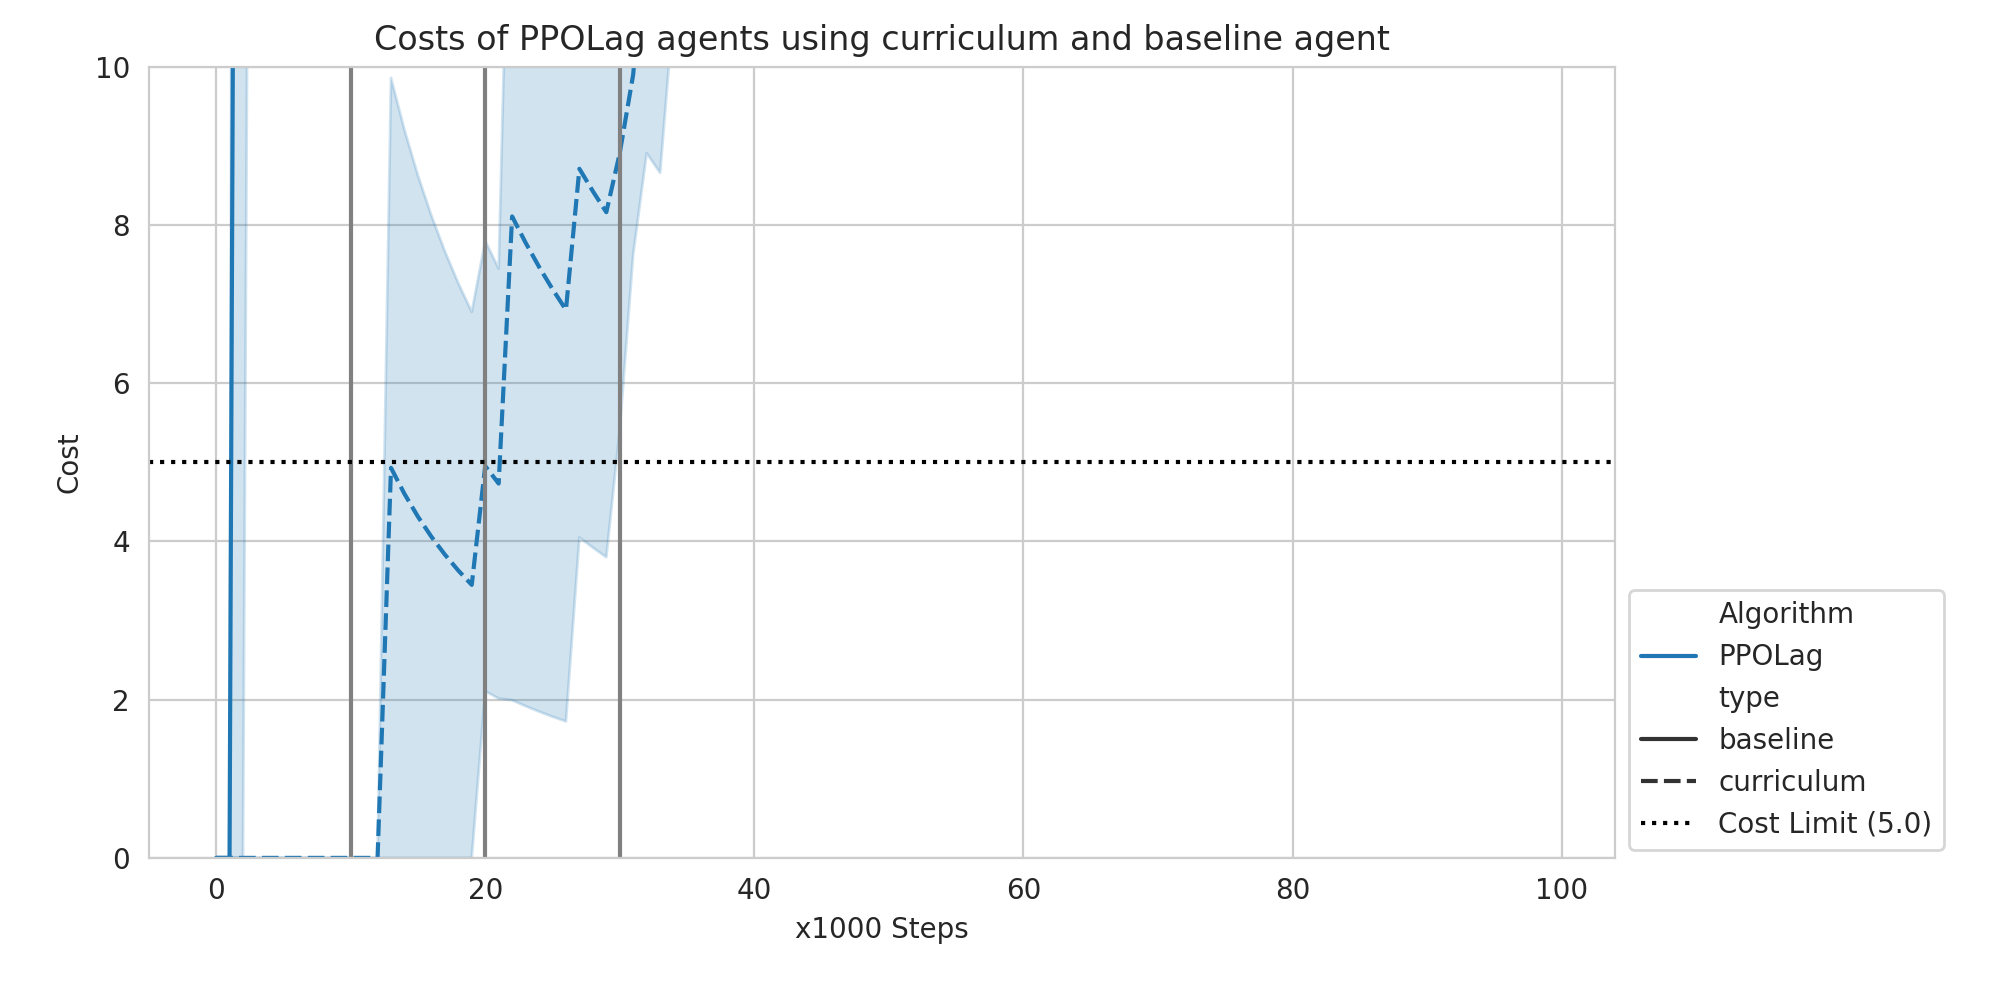 Costs of PPOLag agents using curriculum and baseline agent
10
8
6
4
2
0
Cost
0 20 40 60 80 100
x1000 Steps
Algorithm
PPOLag
type
baseline
curriculum
Cost Limit (5.0)